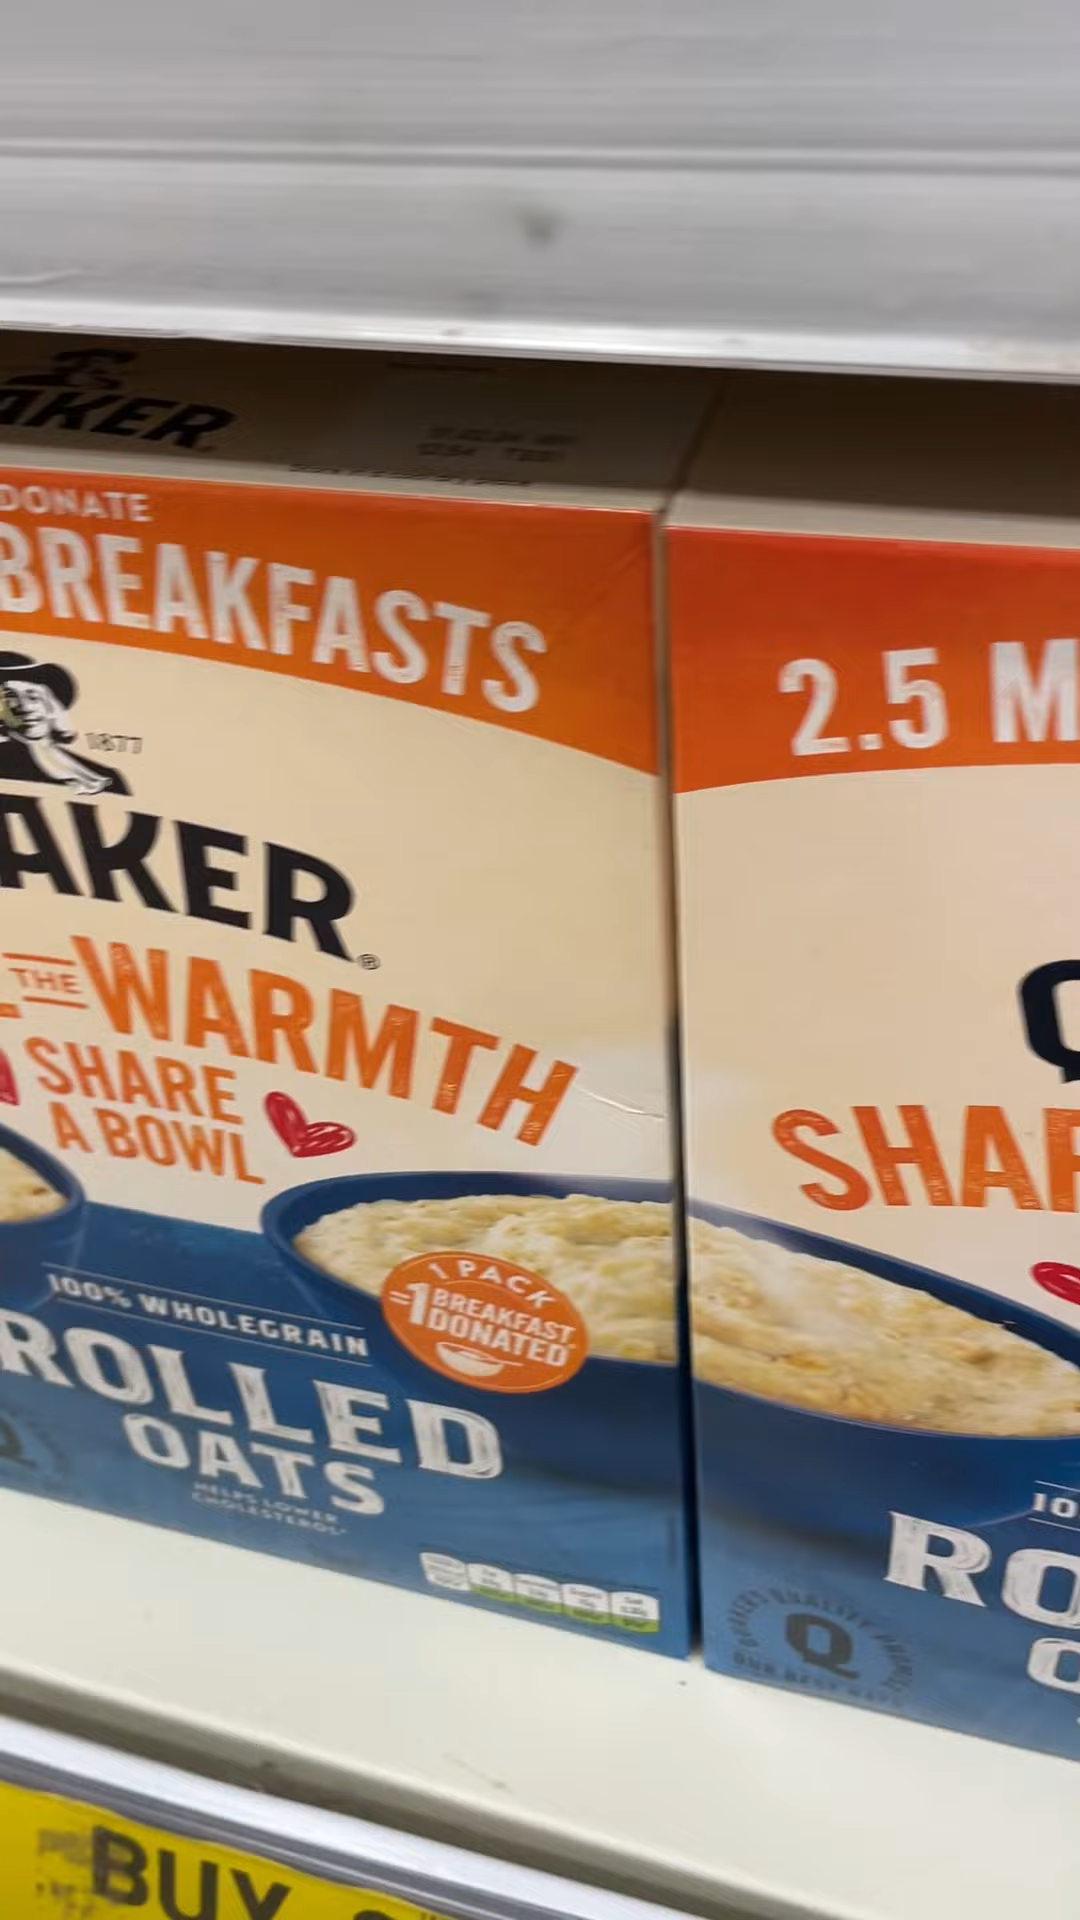 AKER
DONATE
BREAKFASTS
1877
AKER®
THE WARMTH
SHARE
A BOWL
1 PACK
=1 BREAKFAST
DONATED
100% WHOLEGRAIN
ROLLED
OATS
HELPS LOWER
CHOLESTEROL*
2.5 M
Q
SHAR
10
RO
O
Q
BUY